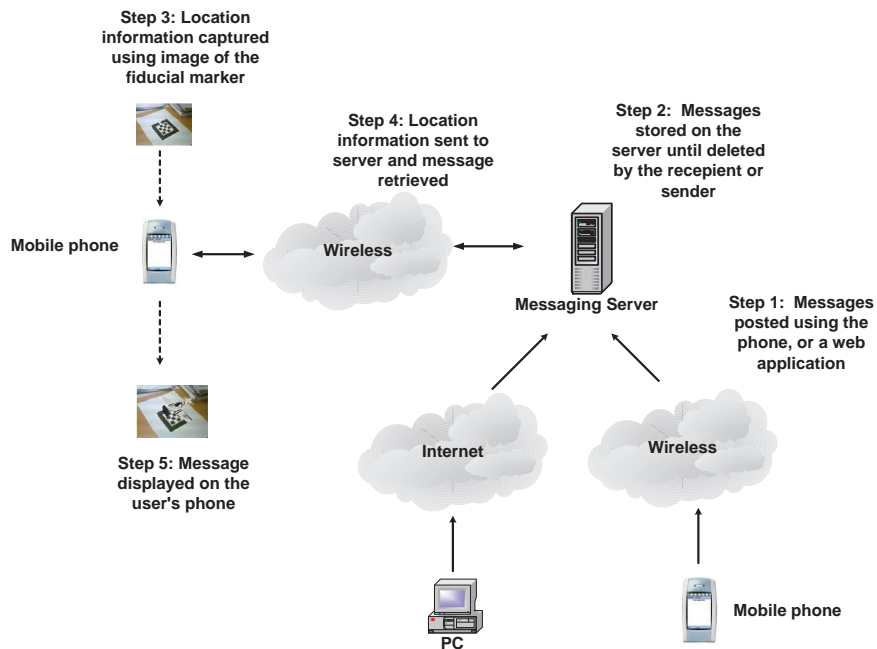 Step 3: Location
information captured
using image of the
fiducial marker
Step 4: Location
information sent to
server and message
retrieved
Step 2:  Messages
stored on the
server until deleted
by the recepient or
sender
Mobile phone
Wireless
Messaging Server
Step 1:  Messages
posted using the
phone, or a web
application
Internet
Wireless
Step 5: Message
displayed on the
user's phone
PC
Mobile phone